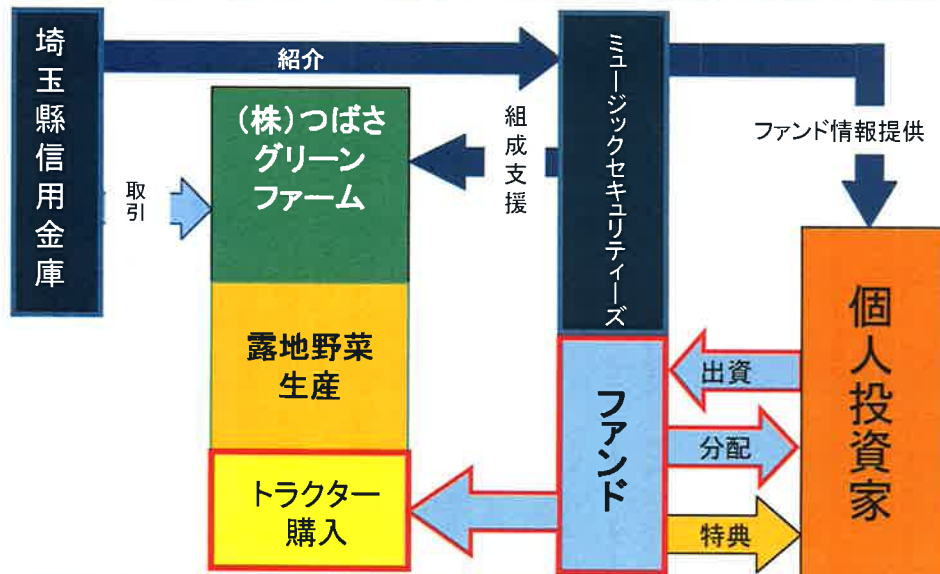 埼玉縣信用金庫
紹介
ミュージックセキュリティーズ
(株)つばさ
グリーン
ファーム
組成支援
ファンド情報提供
取引
個人投資家
露地野菜
生産
出資
ファンド
分配
トラクター
購入
特典